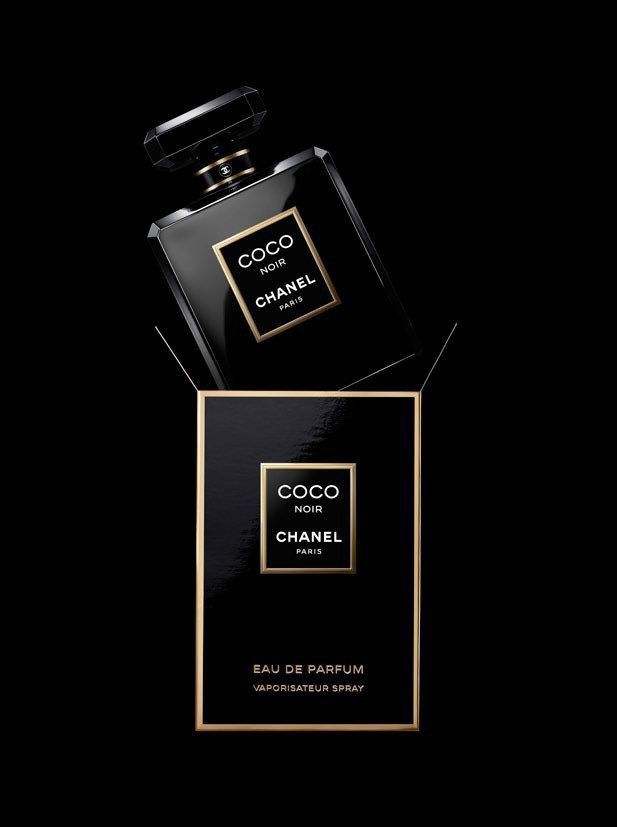 COCO
NOIR
CHANEL
PARIS
COCO
NOIR
CHANEL
PARIS
EAU DE PARFUM
VAPORISATEUR SPRAY